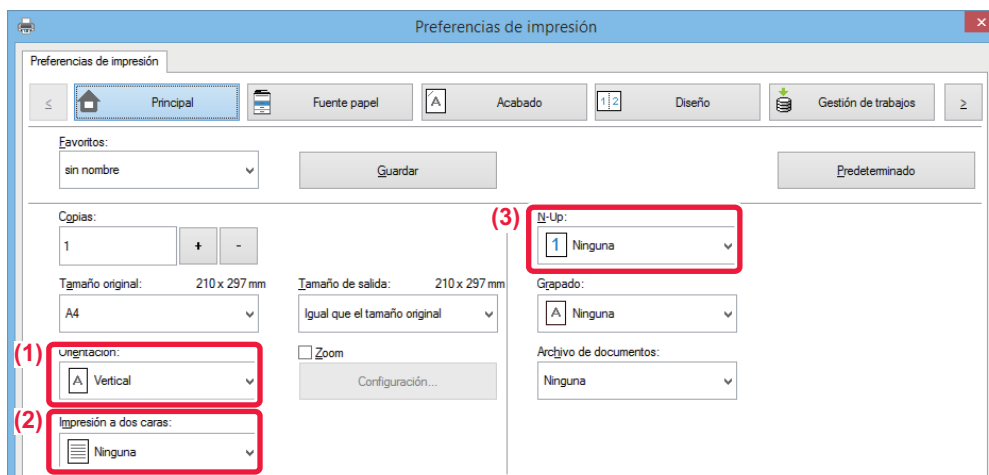 Preferencias de impresión
×
Preferencias de impresión
< Principal Fuente papel A Acabado 1 2 Diseño Gestión de trabajos >
Favoritos:
sin nombre Guardar Predeterminado
Copias: (3) N-Up:
1 + - 1 Ninguna
Tamaño original: 210 x 297 mm Tamaño de salida: 210 x 297 mm Grapado:
A4 Igual que el tamaño original A Ninguna
(1) Orientación: Zoom Archivo de documentos:
A Vertical Configuración... Ninguna
(2) Impresión a dos caras:
Ninguna